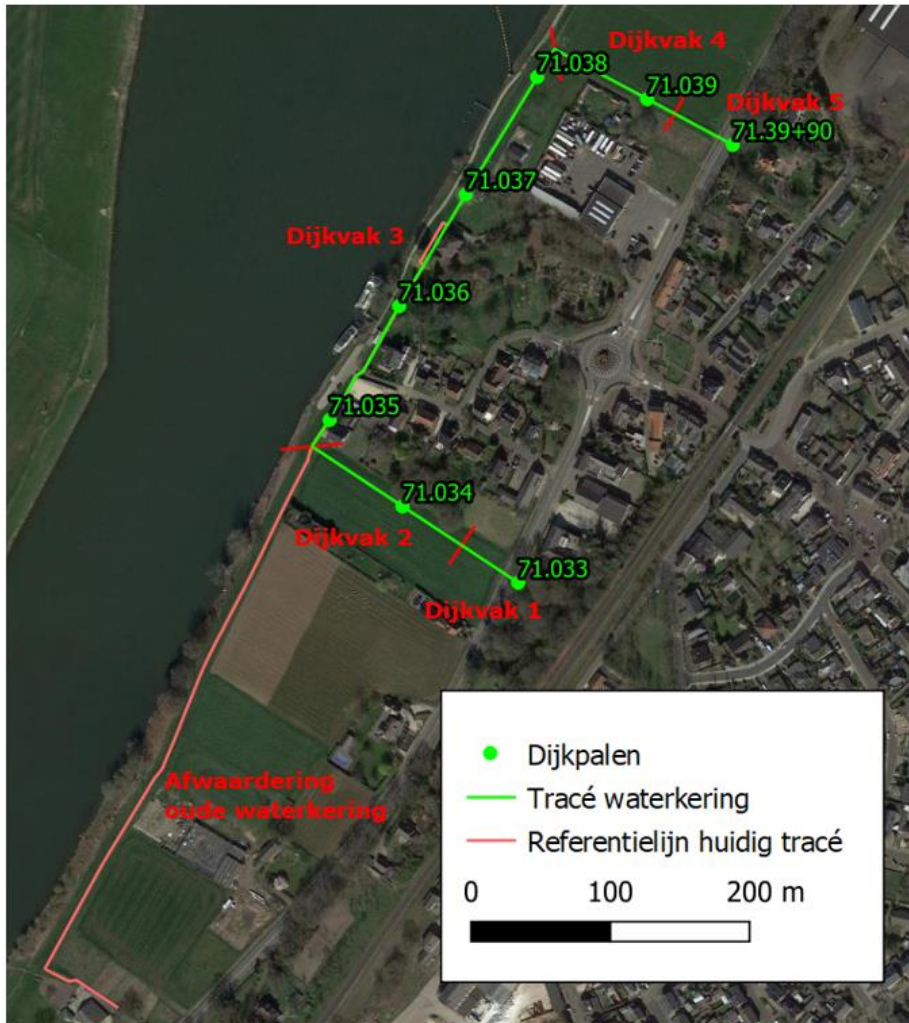 Dijkvak 4
71.038
71.039
Dijkvak 5
71.39+90
71.037
Dijkvak 3
71.036
71.035
71.034
Dijkvak 2
71.033
Dijkvak 1
Afwaardering
oude waterkering
Dijkpalen
Tracé waterkering
Referentielijn huidig tracé
0 100 200 m